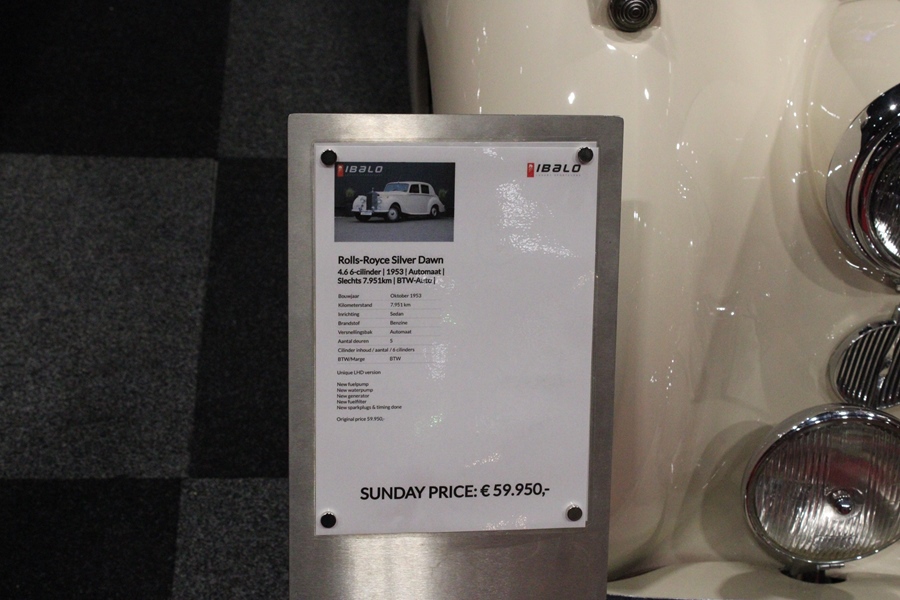 IBALO
IBALO
Rolls-Royce Silver Dawn
4.6 6-cilinder | 1953 | Automaat |
Slechts 7.951km | BTW-Auto |
Bouwjaar Oktober 1953
Kilometerstand 7.951 km
Inrichting Sedan
Brandstof Benzine
Versnellingsbak Automaat
Aantal deuren 5
Cilinder inhoud / aantal / 6 cilinders
BTW/Marge BTW
Unique LHD version
New fuelpump
New waterpump
New generator
New fuelfilter
New sparkplugs & timing done
Original price 59.950,-
SUNDAY PRICE: € 59.950,-